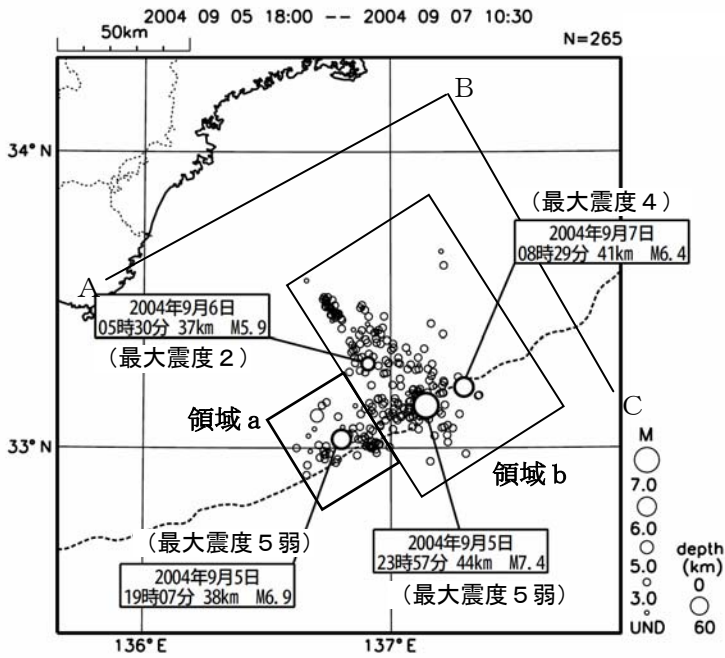 2004 09 05 18:00 -- 2004 09 07 10:30
50km
N=265
B
34°N
(最大震度4)
2004年9月7日
08時29分 41km M6.4
A
2004年9月6日
05時30分 37km M5.9
(最大震度2)
C
領域a
33°N
M
領域b
7.0
6.0
5.0
3.0
UND
depth
(km)
0
60
(最大震度5弱)
2004年9月5日
19時07分 38km M6.9
2004年9月5日
23時57分 44km M7.4
(最大震度5弱)
136°E
137°E